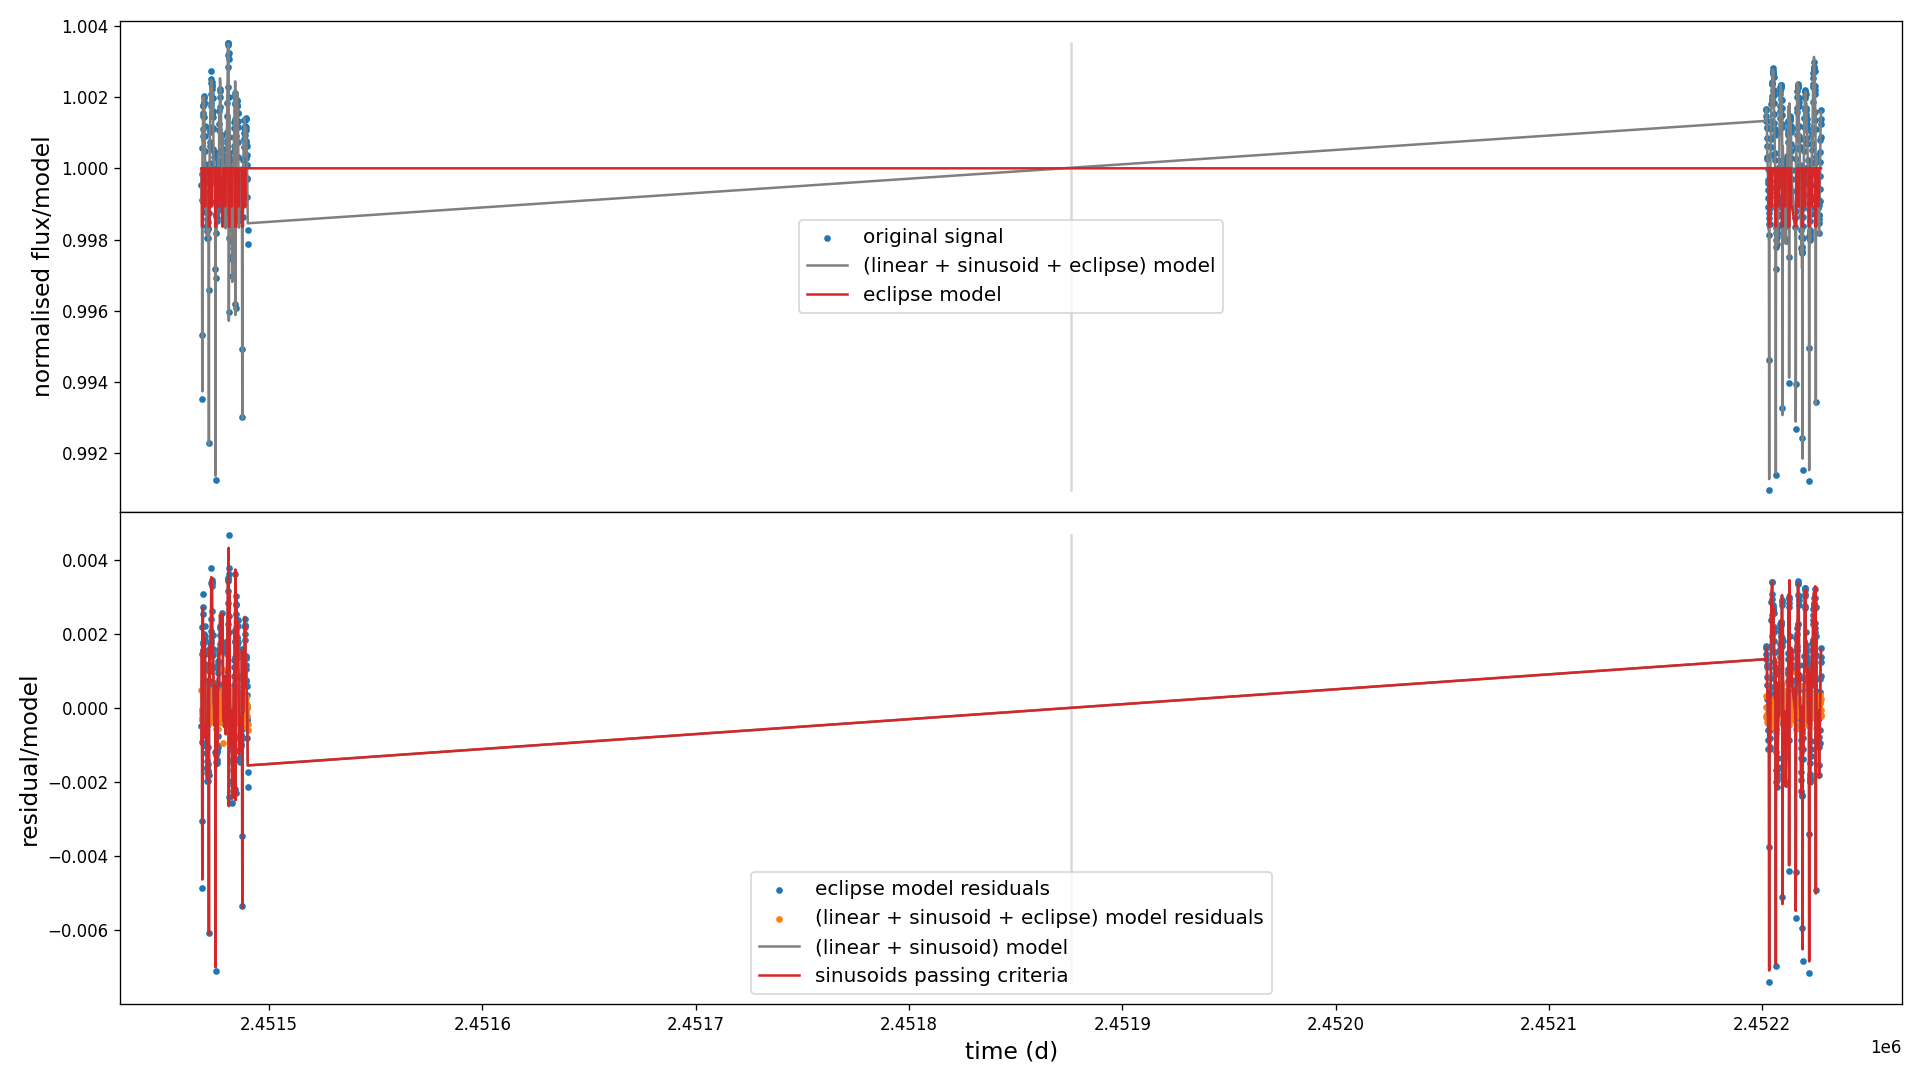 1.004
1.002
1.000
0.998
0.996
0.994
0.992
normalised flux/model
original signal
(linear + sinusoid + eclipse) model
eclipse model
0.004
0.002
0.000
−0.002
−0.004
−0.006
residual/model
eclipse model residuals
(linear + sinusoid + eclipse) model residuals
(linear + sinusoid) model
sinusoids passing criteria
2.4515 2.4516 2.4517 2.4518 2.4519 2.4520 2.4521 2.4522
1e6
time (d)